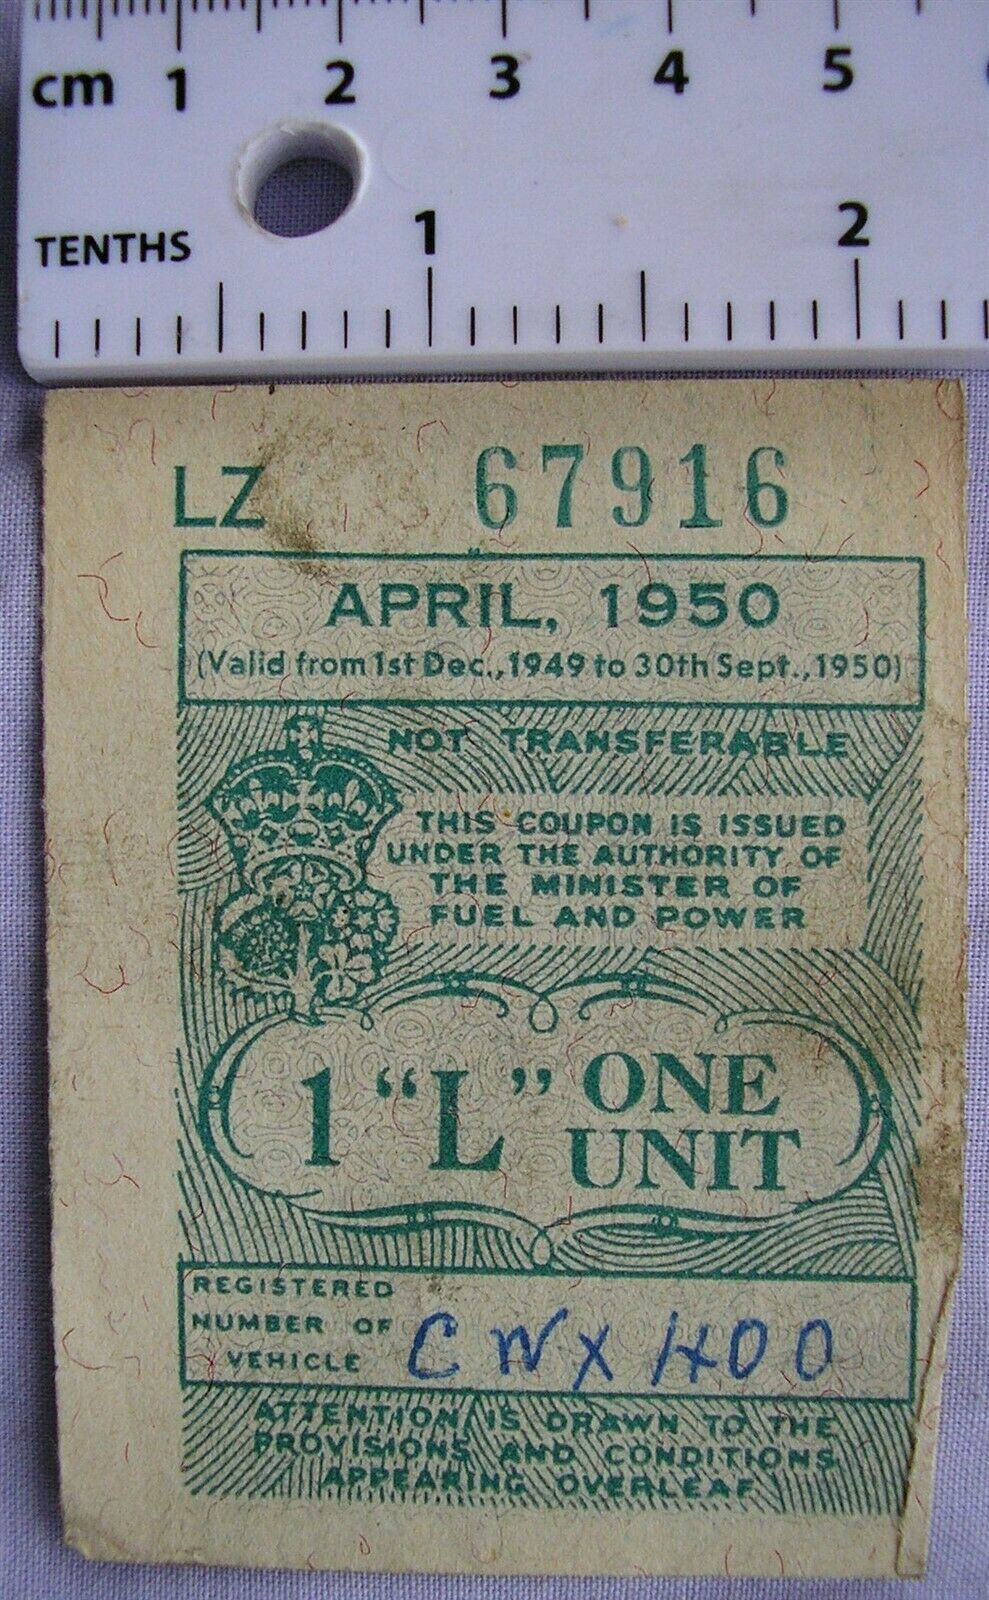 cm 1 2 3 4 5
TENTHS 1 2
LZ 67916
APRIL, 1950
(Valid from 1st Dec., 1949 to 30th Sept., 1950)
NOT TRANSFERABLE
THIS COUPON IS ISSUED
UNDER THE AUTHORITY OF
THE MINISTER OF
FUEL AND POWER
1 "L" ONE
UNIT
REGISTERED
NUMBER OF
VEHICLE CWX 400
ATTENTION IS DRAWN TO THE
PROVISIONS AND CONDITIONS
APPEARING OVERLEAF